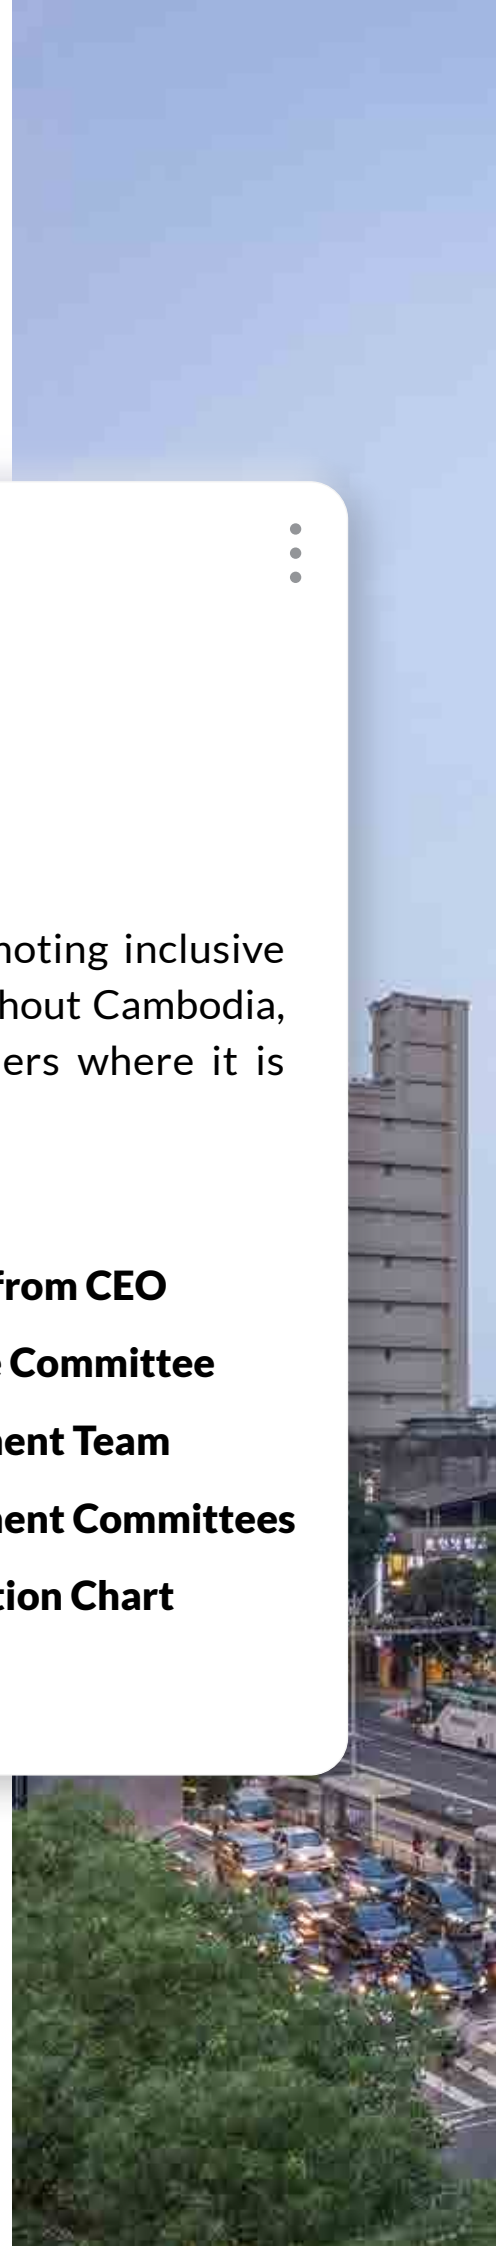 noting inclusive
hout Cambodia,
ers where it is
from CEO
e Committee
nent Team
nent Committees
tion Chart